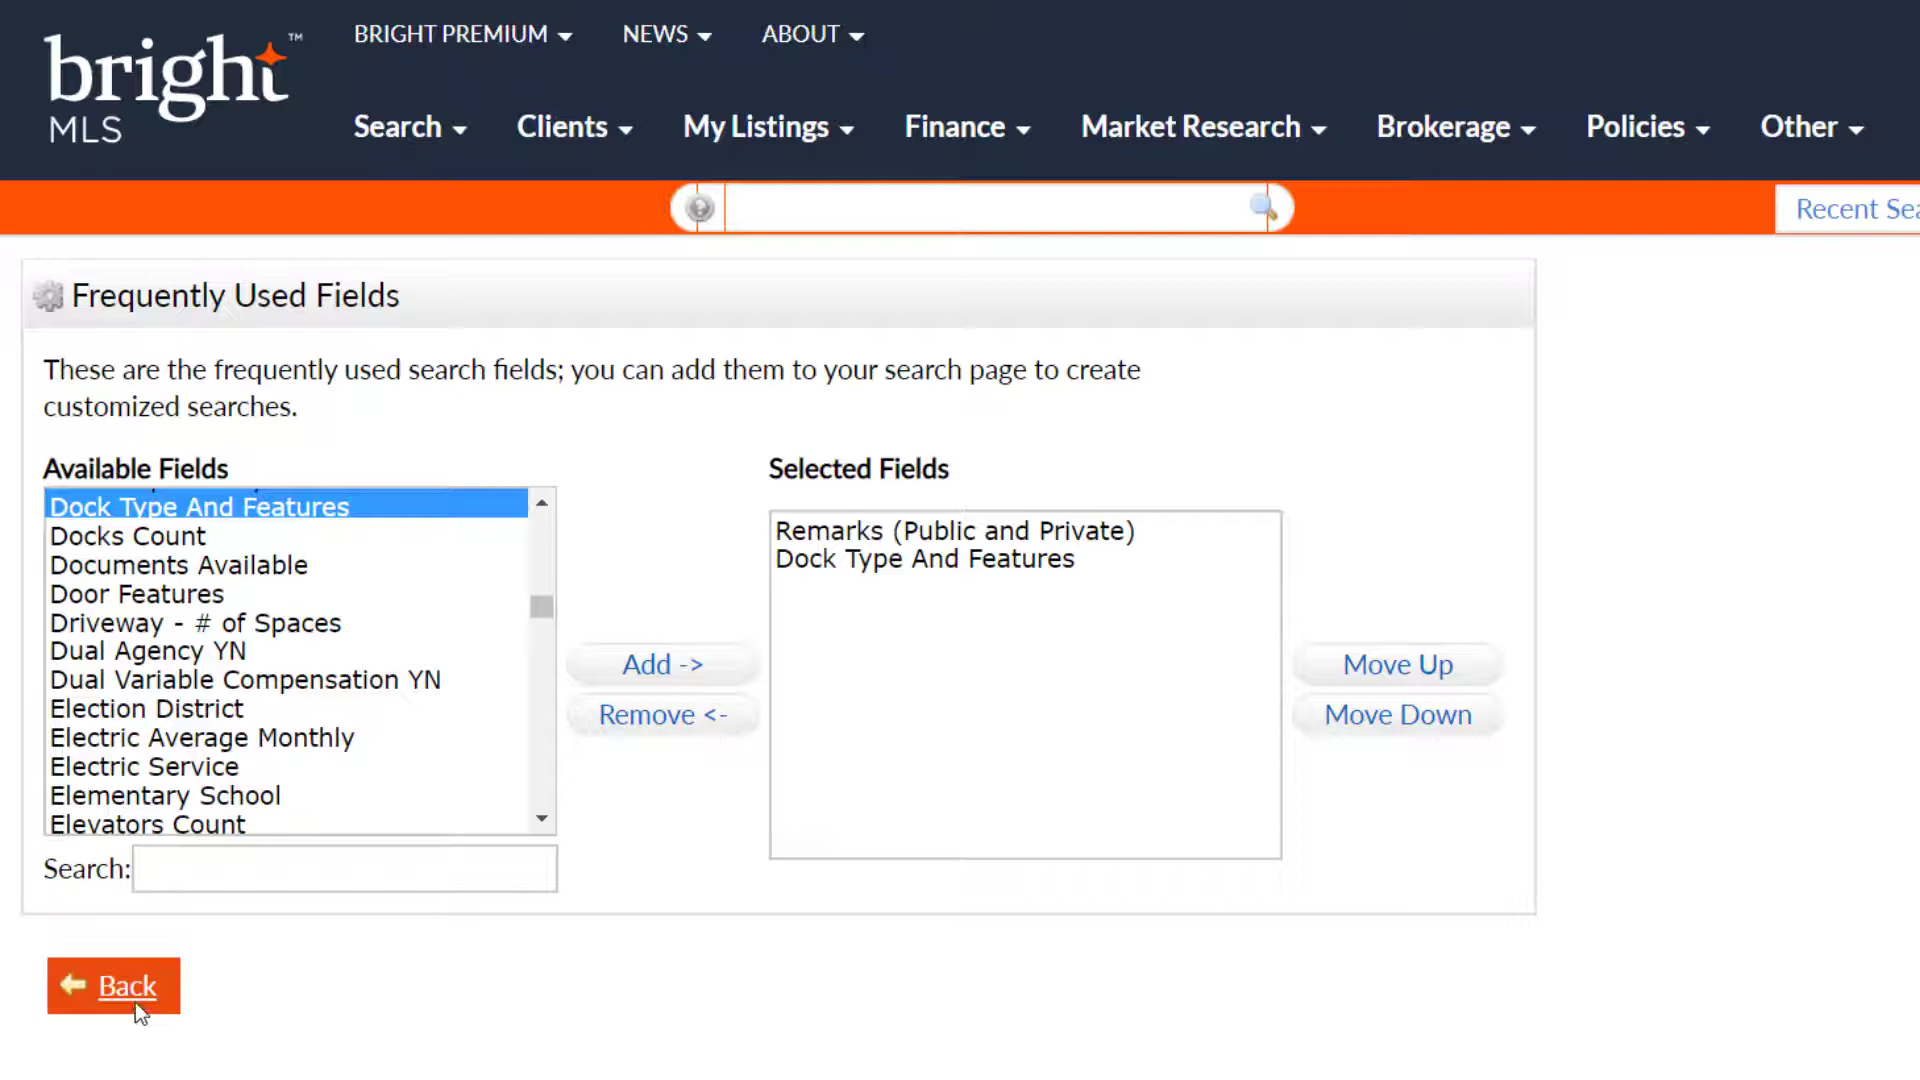 BRIGHT PREMIUM NEWS ABOUT
bright™
MLS
Search Clients My Listings Finance Market Research Brokerage Policies Other
Recent Sea
Frequently Used Fields
These are the frequently used search fields; you can add them to your search page to create
customized searches.
Available Fields
Dock Type And Features
Docks Count
Documents Available
Door Features
Driveway - # of Spaces
Dual Agency YN
Dual Variable Compensation YN
Election District
Electric Average Monthly
Electric Service
Elementary School
Elevators Count
Search:
Add ->
Remove <-
Selected Fields
Remarks (Public and Private)
Dock Type And Features
Move Up
Move Down
Back